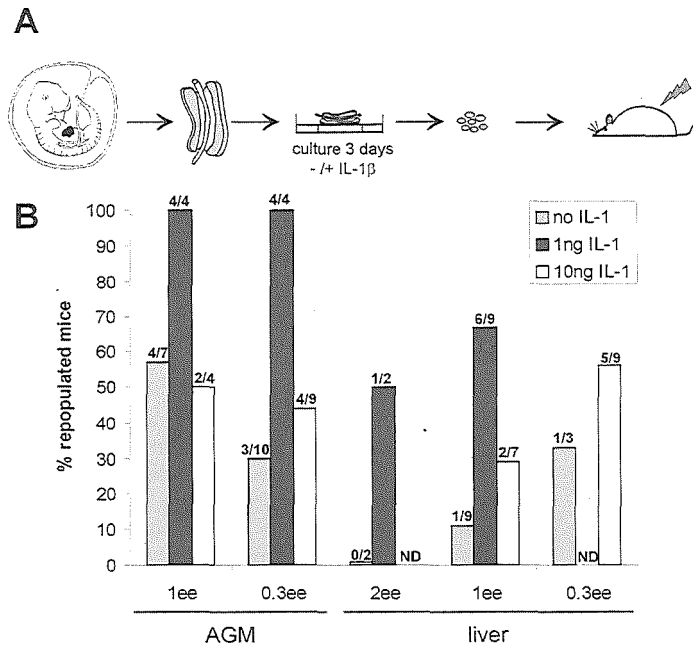 A
culture 3 days
- /+ IL-1β
B
no IL-1
1ng IL-1
10ng IL-1
% repopulated mice
100
90
80
70
60
50
40
30
20
10
0
4/7
4/4
2/4
3/10
4/4
4/9
0/2
1/2
ND
1/9
6/9
2/7
1/3
ND
5/9
1ee
0.3ee
2ee
1ee
0.3ee
AGM
liver